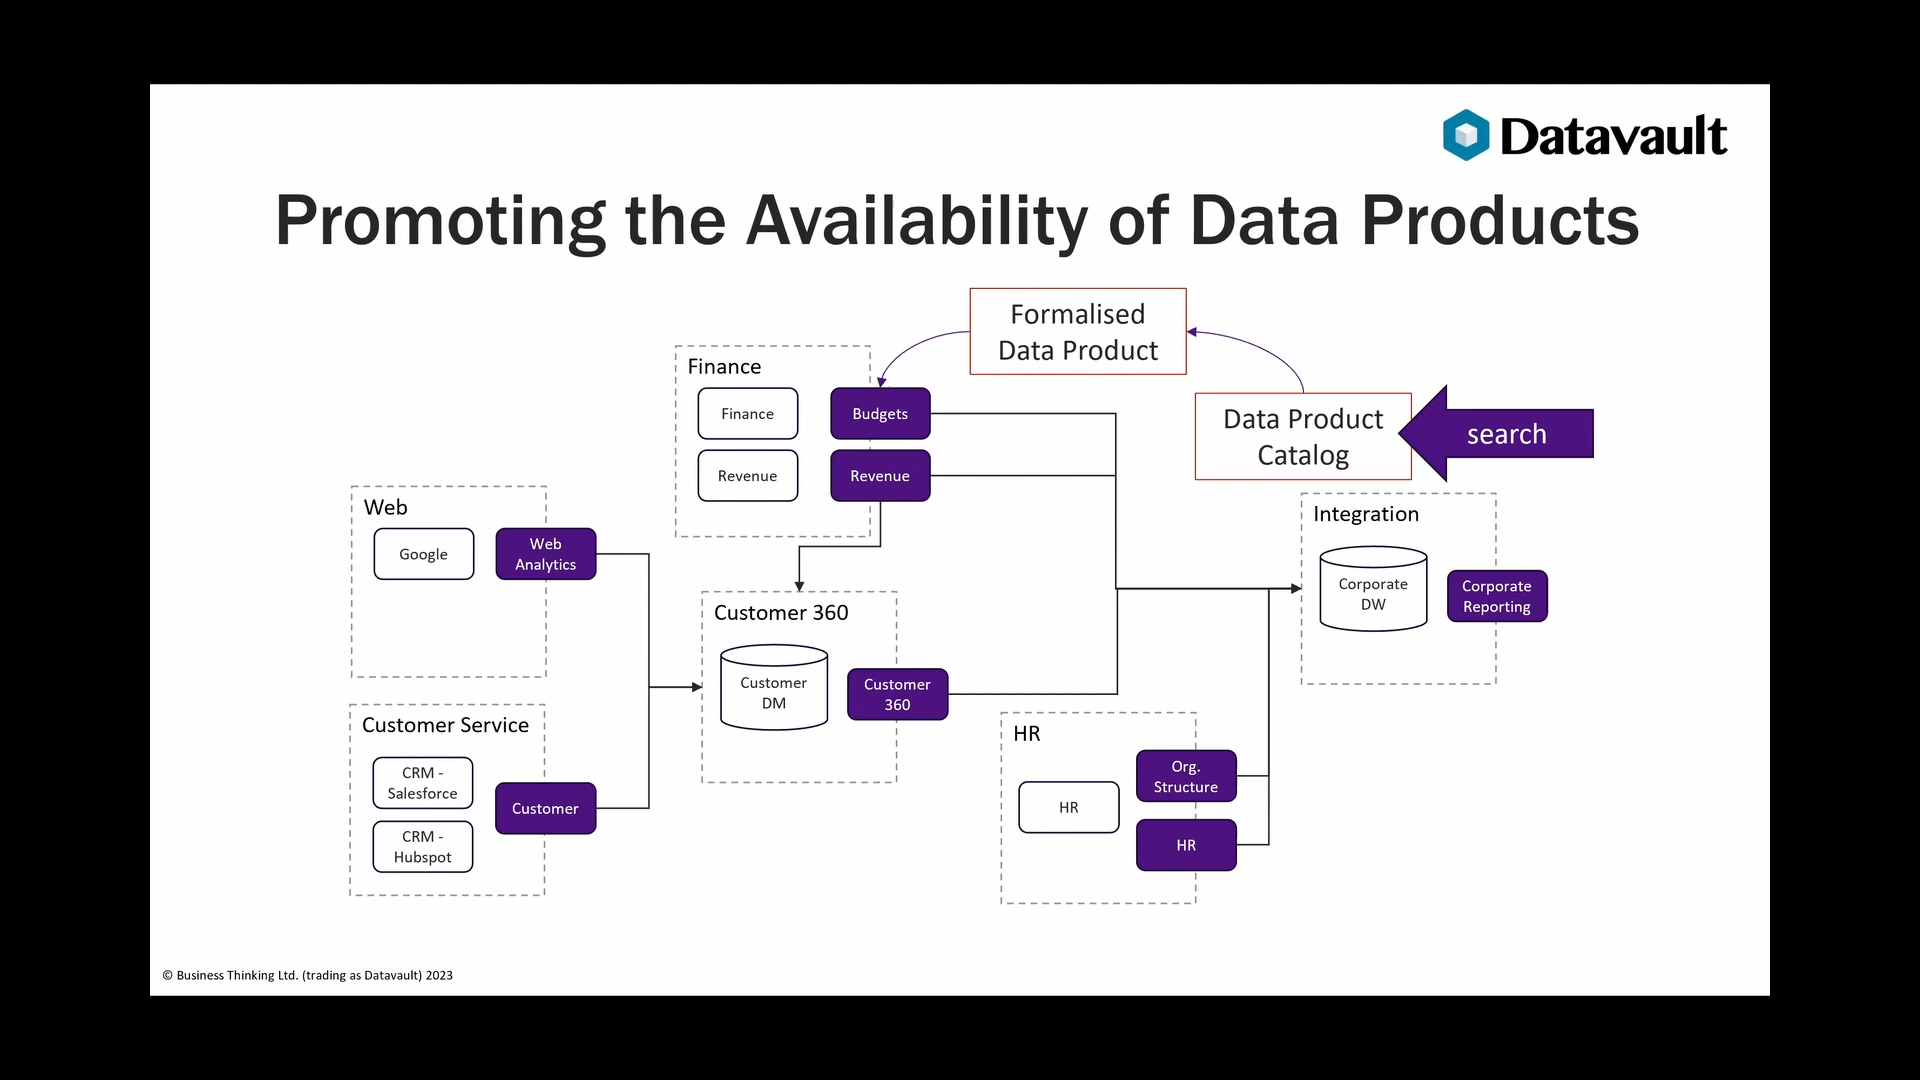 Datavault
Promoting the Availability of Data Products
Formalised
Data Product
Data Product
Catalog
search
Finance
Finance
Budgets
Revenue
Revenue
Web
Google
Web
Analytics
Integration
Corporate
DW
Corporate
Reporting
Customer 360
Customer
DM
Customer
360
Customer Service
CRM -
Salesforce
CRM -
Hubspot
Customer
HR
HR
Org.
Structure
HR
© Business Thinking Ltd. (trading as Datavault) 2023